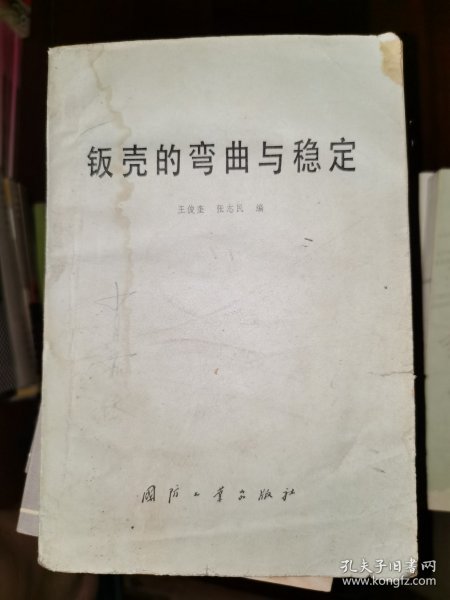 钣壳的弯曲与稳定
王俊奎 张志民 编
国防工业出版社
孔夫子旧书网
www.kongfz.com